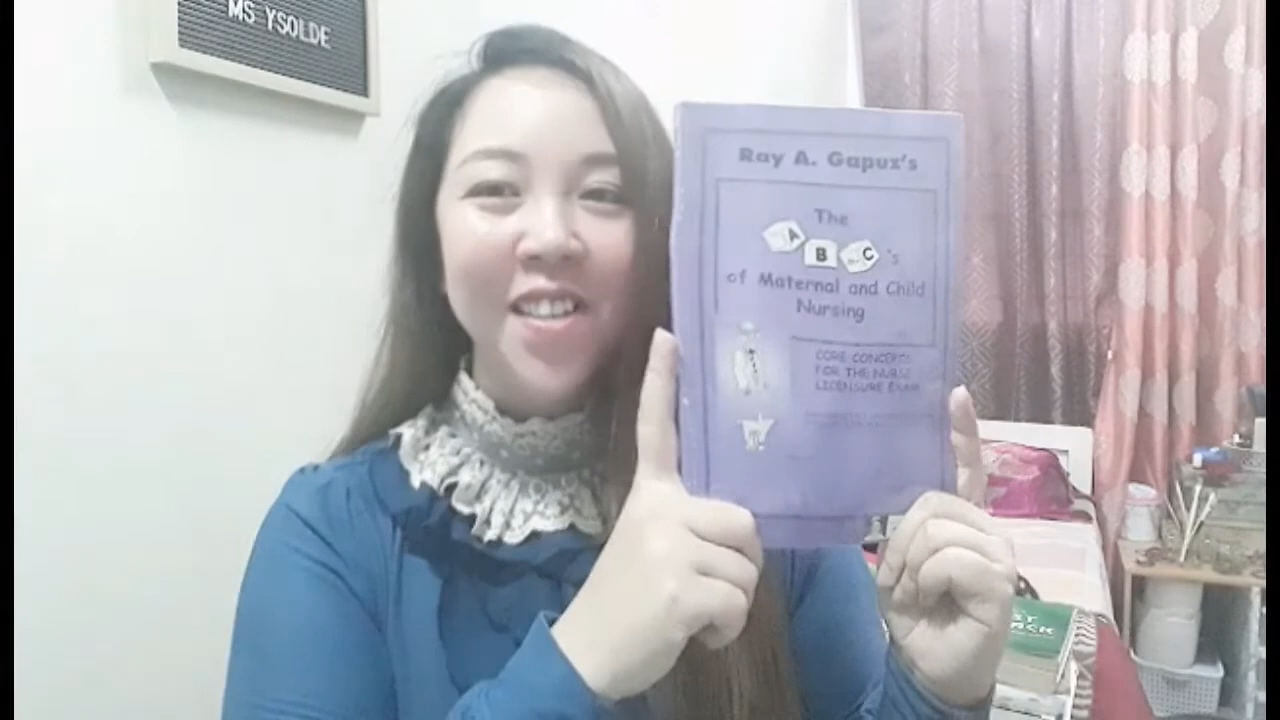 MS YSOLDE
Ray A. Gapuz's
The
A B C 's
of Maternal and Child
Nursing
CORE CONCEPTS
FOR THE NURSE
LICENSURE EXAM